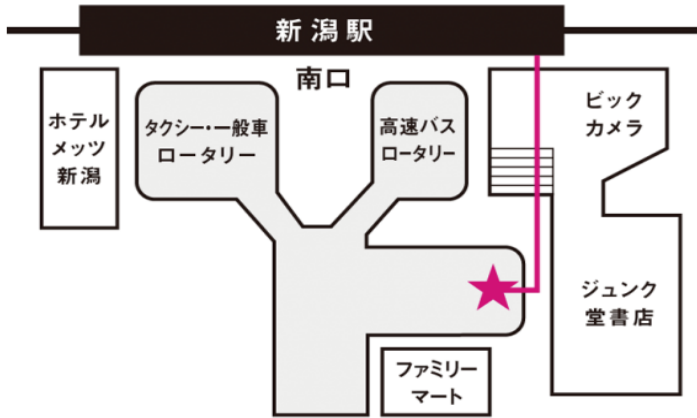 新潟駅
南口
ホテル
メッツ
新潟
タクシー・一般車
ロータリー
高速バス
ロータリー
ビック
カメラ
ジュンク
堂書店
ファミリー
マート